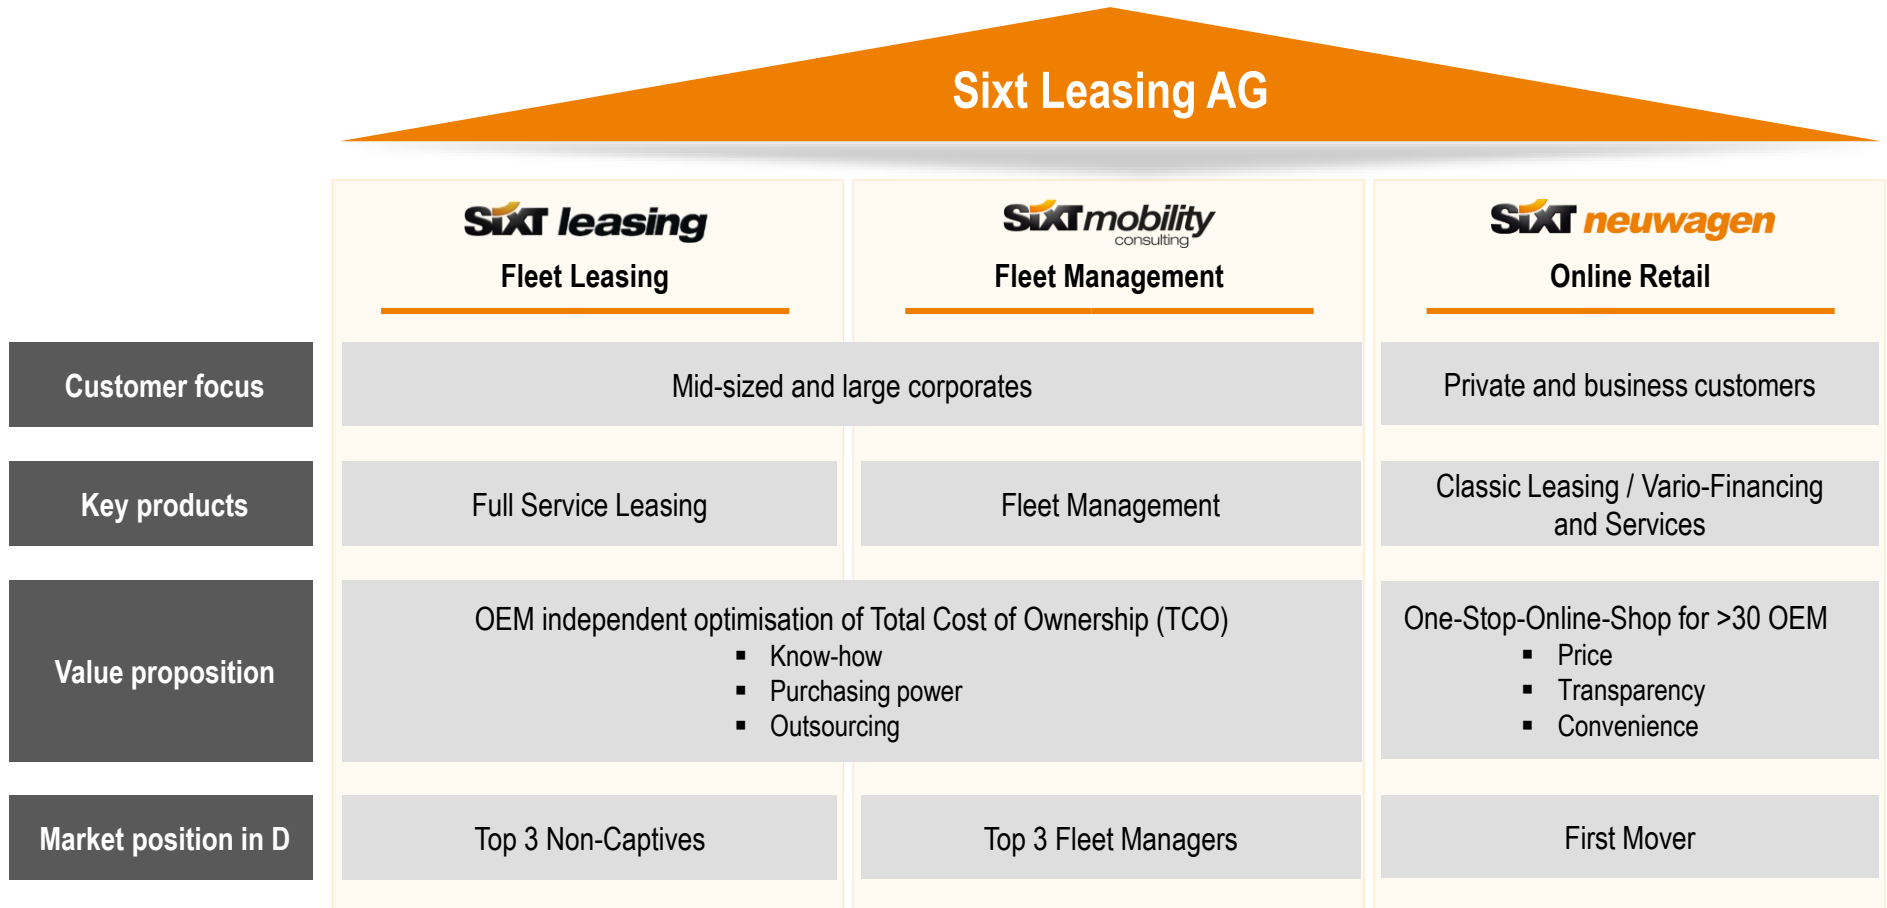 Sixt Leasing AG
SIXT leasing
Fleet Leasing
SIXT mobility
consulting
Fleet Management
SIXT neuwagen
Online Retail
Customer focus
Mid-sized and large corporates
Private and business customers
Key products
Full Service Leasing
Fleet Management
Classic Leasing / Vario-Financing
and Services
Value proposition
OEM independent optimisation of Total Cost of Ownership (TCO)
▪ Know-how
▪ Purchasing power
▪ Outsourcing
One-Stop-Online-Shop for >30 OEM
▪ Price
▪ Transparency
▪ Convenience
Market position in D
Top 3 Non-Captives
Top 3 Fleet Managers
First Mover